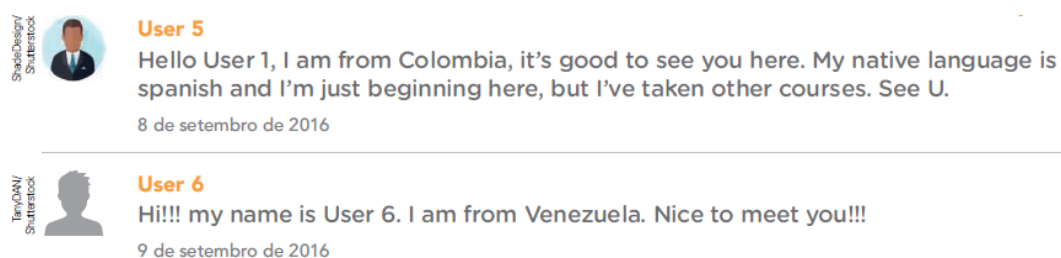 ShadeDesign/
Shutterstock
User 5
Hello User 1, I am from Colombia, it's good to see you here. My native language is
spanish and I'm just beginning here, but I've taken other courses. See U.
8 de setembro de 2016
TanyDAN/
Shutterstock
User 6
Hi!!! my name is User 6. I am from Venezuela. Nice to meet you!!!
9 de setembro de 2016